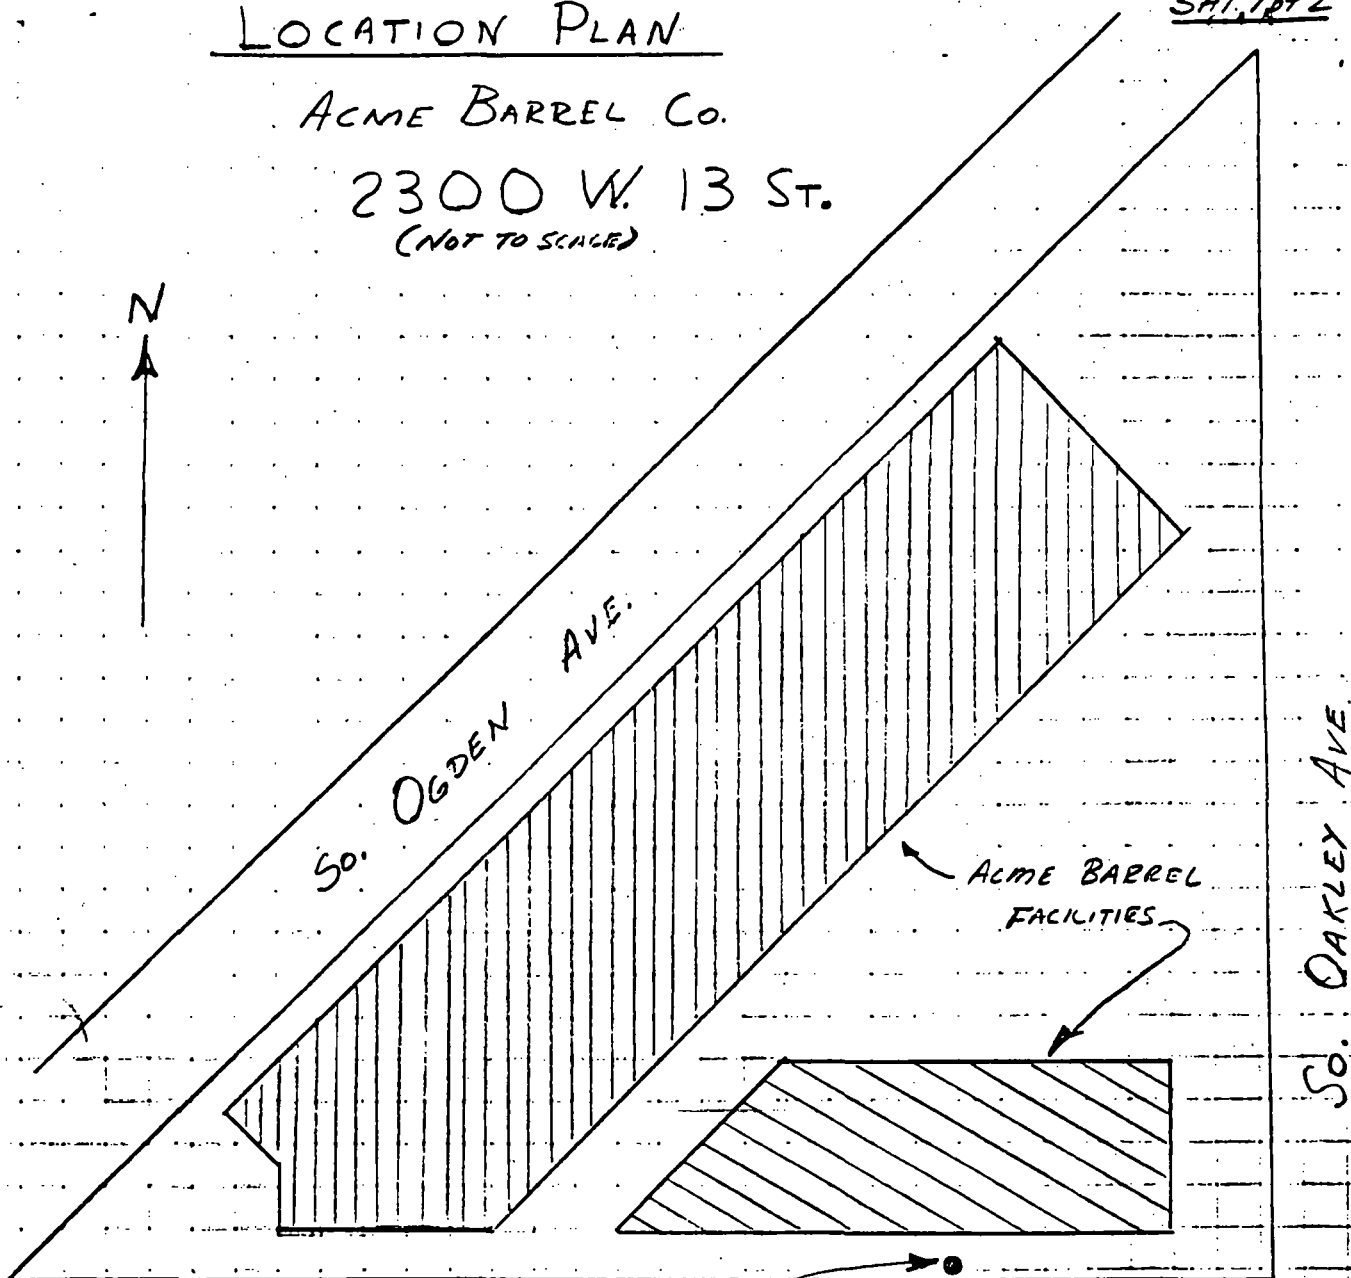 LOCATION PLAN
ACME BARREL CO.
2300 W. 13 ST.
(NOT TO SCALE)
N
So. OGDEN AVE.
ACME BARREL
FACILITIES
So. OAKLEY AVE.